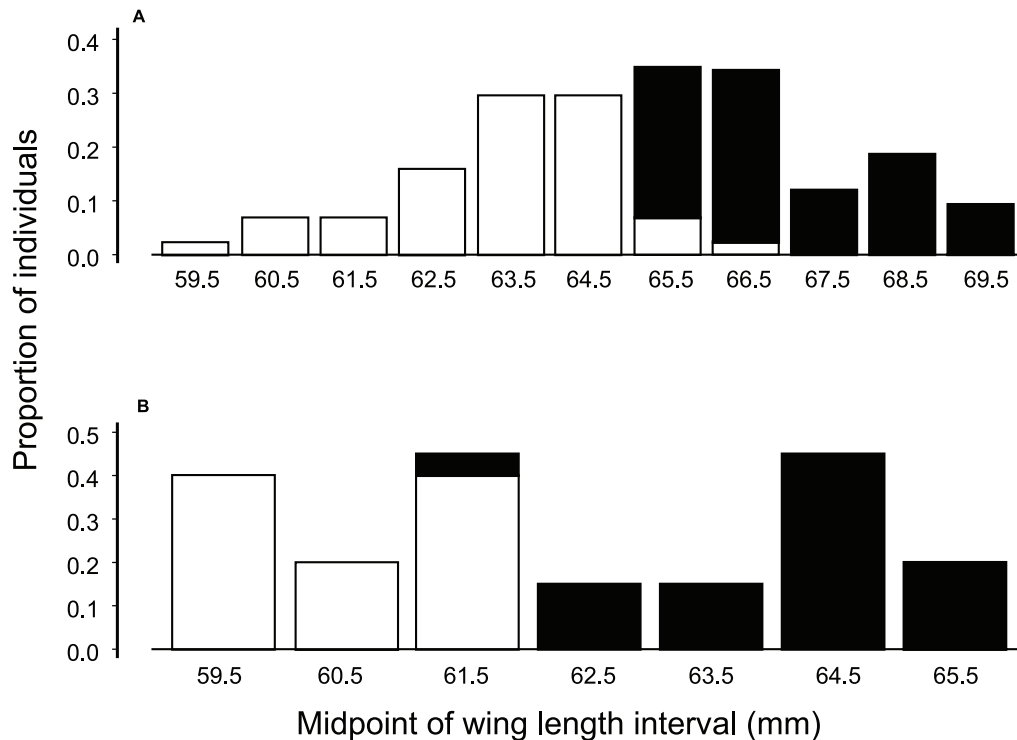 A
Proportion of individuals
0.4
0.3
0.2
0.1
0.0
59.5 60.5 61.5 62.5 63.5 64.5 65.5 66.5 67.5 68.5 69.5
B
0.5
0.4
0.3
0.2
0.1
0.0
59.5 60.5 61.5 62.5 63.5 64.5 65.5
Midpoint of wing length interval (mm)